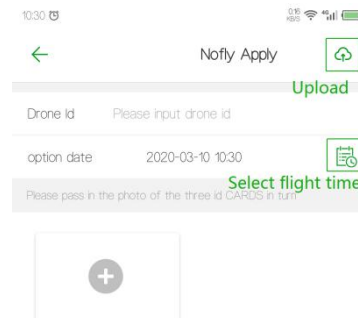 10:30
0.16 KB/S 4G
Nofly Apply
Upload
Drone Id Please input drone id
option date 2020-03-10 10:30
Select flight time
Please pass in the photo of the three id CARDS in turn